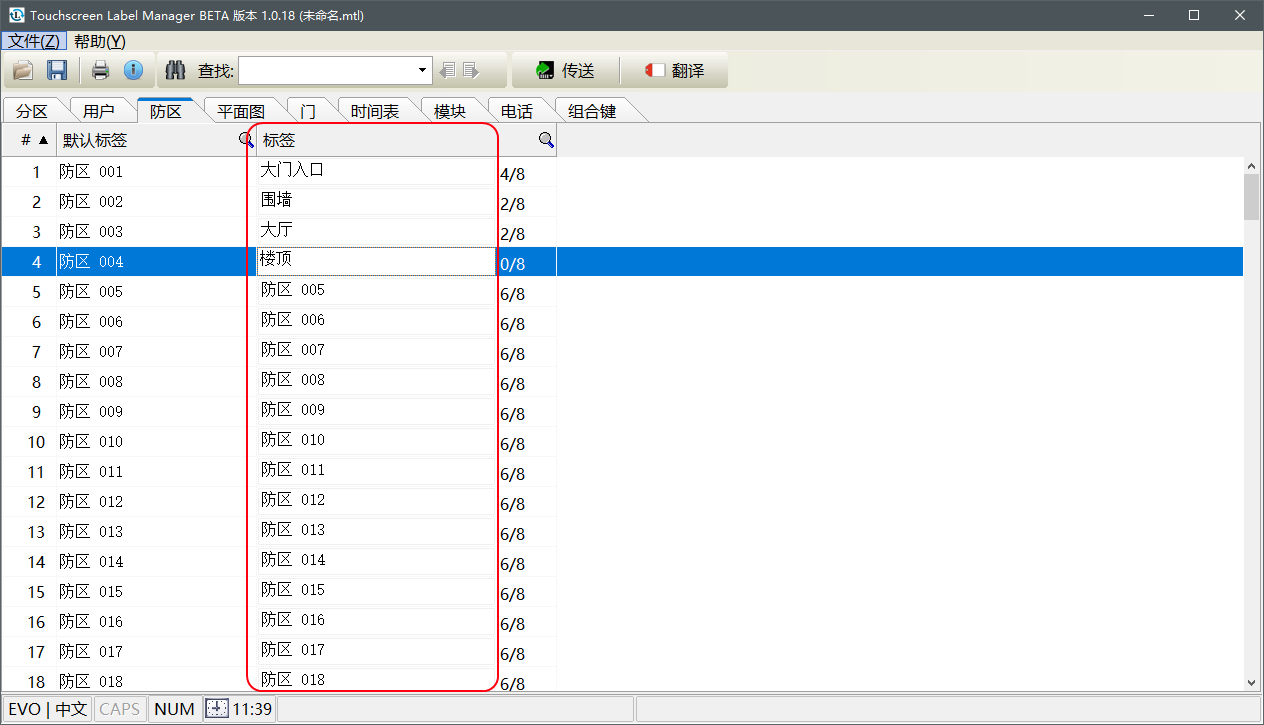 Touchscreen Label Manager BETA 版本 1.0.18 (未命名.mtl)
文件(Z) 帮助(Y)
查找: 传送 翻译
分区 用户 防区 平面图 门 时间表 模块 电话 组合键
# 默认标签 标签
1 防区 001 大门入口 4/8
2 防区 002 围墙 2/8
3 防区 003 大厅 2/8
4 防区 004 楼顶 0/8
5 防区 005 防区 005 6/8
6 防区 006 防区 006 6/8
7 防区 007 防区 007 6/8
8 防区 008 防区 008 6/8
9 防区 009 防区 009 6/8
10 防区 010 防区 010 6/8
11 防区 011 防区 011 6/8
12 防区 012 防区 012 6/8
13 防区 013 防区 013 6/8
14 防区 014 防区 014 6/8
15 防区 015 防区 015 6/8
16 防区 016 防区 016 6/8
17 防区 017 防区 017 6/8
18 防区 018 防区 018 6/8
EVO | 中文 CAPS NUM 11:39